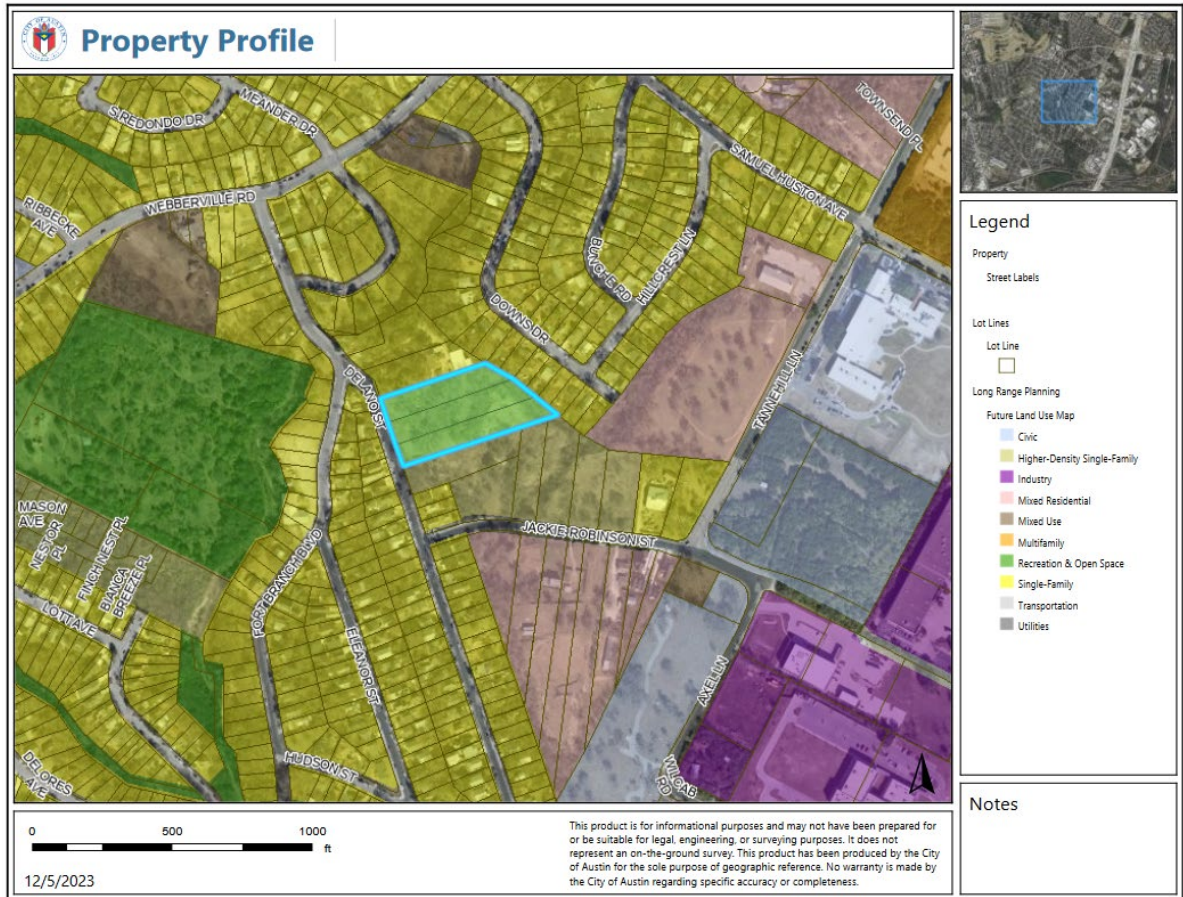 Property Profile
TOWNSEND PL
MEANDER DR
S REDONDO DR
SAMUEL HUSTON AVE
WEBBERVILLE RD
RIBBECKE
AVE
BUNCHE RD
HILLCREST LN
DOWNS DR
DELANO ST
TANNEHILL LN
MASON
AVE
NESTOR
PL
FINCH NEST PL
BIANCA
BREEZE PL
JACKIE ROBINSON ST
LOTT AVE
FORT BRANCH BLVD
ELEANOR ST
AXEL LN
HUDSON ST
DELORES
AVE
WILCAB
RD
Legend
Property
Street Labels
Lot Lines
Lot Line
Long Range Planning
Future Land Use Map
Civic
Higher-Density Single-Family
Industry
Mixed Residential
Mixed Use
Multifamily
Recreation & Open Space
Single-Family
Transportation
Utilities
Notes
0 500 1000
ft
12/5/2023
This product is for informational purposes and may not have been prepared for
or be suitable for legal, engineering, or surveying purposes. It does not
represent an on-the-ground survey. This product has been produced by the City
of Austin for the sole purpose of geographic reference. No warranty is made by
the City of Austin regarding specific accuracy or completeness.